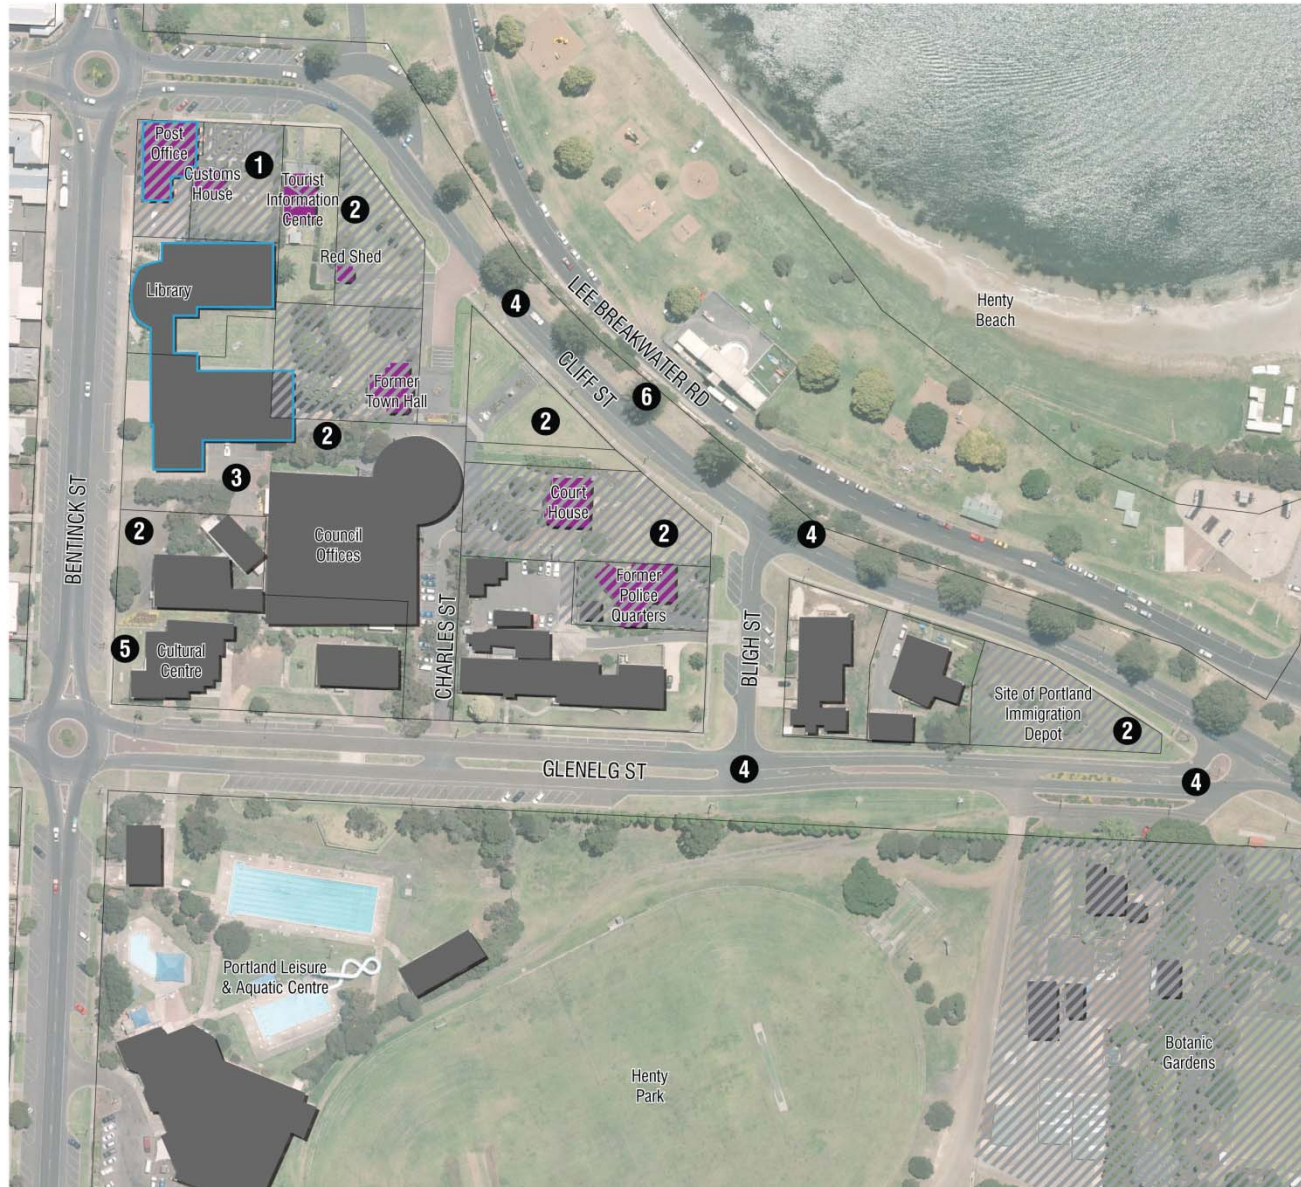 Post
Office
1
Customs
House
Tourist
Information
Centre
2
Red Shed
Library
4
LEE BREAKWATER RD
Henty
Beach
CLIFF ST
Former
Town Hall
6
2
2
3
BENTINCK ST
Court
House
2
2
Council
Offices
4
Former
Police
Quarters
CHARLES ST
BLIGH ST
5
Cultural
Centre
Site of Portland
Immigration
Depot
2
GLENELG ST
4
4
Portland Leisure
& Aquatic Centre
Henty
Park
Botanic
Gardens